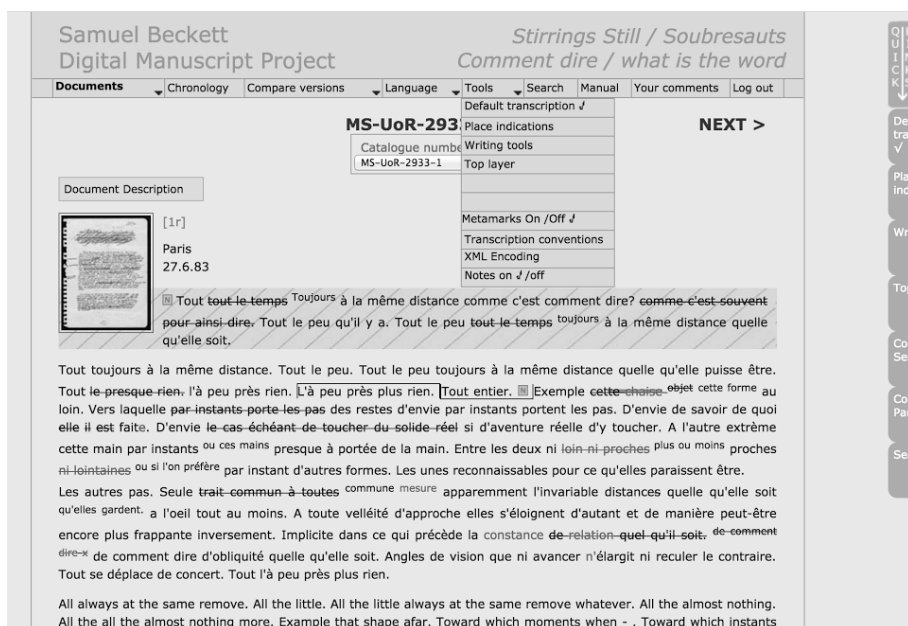 Samuel Beckett
Digital Manuscript Project
Stirrings Still / Soubresauts
Comment dire / what is the word
Documents Chronology Compare versions Language Tools Search Manual Your comments Log out
Default transcription √
MS-UoR-2933
NEXT >
Place indications
Catalogue numbe
Writing tools
MS-UoR-2933-1
Top layer
Document Description
Metamarks On /Off √
[1r]
Transcription conventions
Paris
XML Encoding
27.6.83
Notes on √ /off
N Tout tout le temps Toujours à la même distance comme c'est comment dire? comme c'est souvent
pour ainsi dire. Tout le peu qu'il y a. Tout le peu tout le temps toujours à la même distance quelle
qu'elle soit.
Tout toujours à la même distance. Tout le peu. Tout le peu toujours à la même distance quelle qu'elle puisse être.
Tout le presque rien. l'à peu près rien. L'à peu près plus rien. Tout entier. N Exemple cette chaise objet cette forme au
loin. Vers laquelle par instants porte les pas des restes d'envie par instants portent les pas. D'envie de savoir de quoi
elle il est faite. D'envie le cas échéant de toucher du solide réel si d'aventure réelle d'y toucher. A l'autre extrème
cette main par instants ou ces mains presque à portée de la main. Entre les deux ni loin ni proches plus ou moins proches
ni lointaines ou si l'on préfère par instant d'autres formes. Les unes reconnaissables pour ce qu'elles paraissent être.
Les autres pas. Seule trait commun à toutes commune mesure apparemment l'invariable distances quelle qu'elle soit
qu'elles gardent. a l'oeil tout au moins. A toute velléité d'approche elles s'éloignent d'autant et de manière peut-être
encore plus frappante inversement. Implicite dans ce qui précède la constance de relation quel qu'il soit. de comment
dire x de comment dire d'obliquité quelle qu'elle soit. Angles de vision que ni avancer n'élargit ni reculer le contraire.
Tout se déplace de concert. Tout l'à peu près plus rien.
All always at the same remove. All the little. All the little always at the same remove whatever. All the almost nothing.
All the all the almost nothing more. Example that shape afar. Toward which moments when - . Toward which instants
QUICK